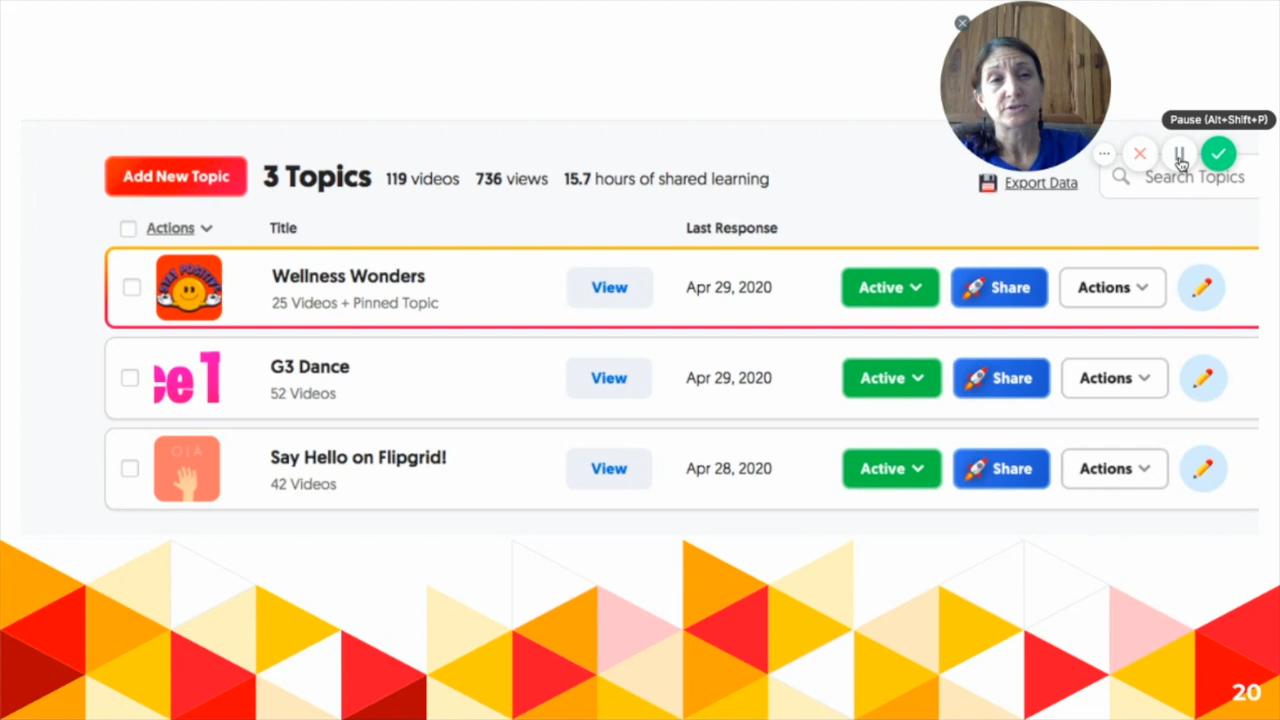 Pause (Alt+Shift+P)
Add New Topic
3 Topics 119 videos 736 views 15.7 hours of shared learning
Export Data
Search Topics
Actions Title Last Response
STAY POSITIVE
Wellness Wonders
25 Videos + Pinned Topic
View Apr 29, 2020 Active Share Actions
ce T
G3 Dance
52 Videos
View Apr 29, 2020 Active Share Actions
Say Hello on Flipgrid!
42 Videos
View Apr 28, 2020 Active Share Actions
20